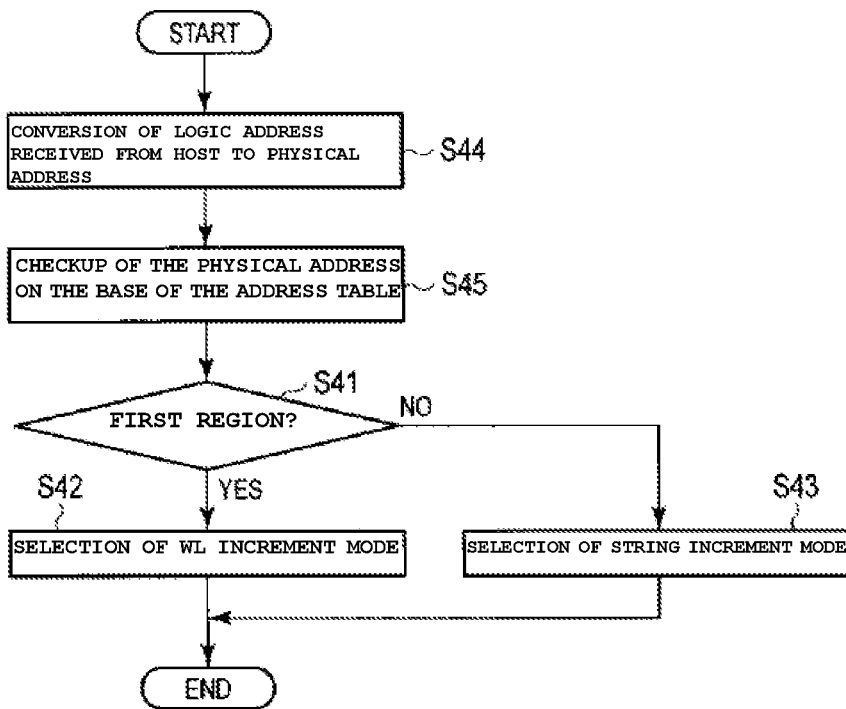 START
CONVERSION OF LOGIC ADDRESS
RECEIVED FROM HOST TO PHYSICAL
ADDRESS
S44
CHECKUP OF THE PHYSICAL ADDRESS
ON THE BASE OF THE ADDRESS TABLE
S45
S41
FIRST REGION?
NO
YES
S42
S43
SELECTION OF WL INCREMENT MODE
SELECTION OF STRING INCREMENT MODE
END